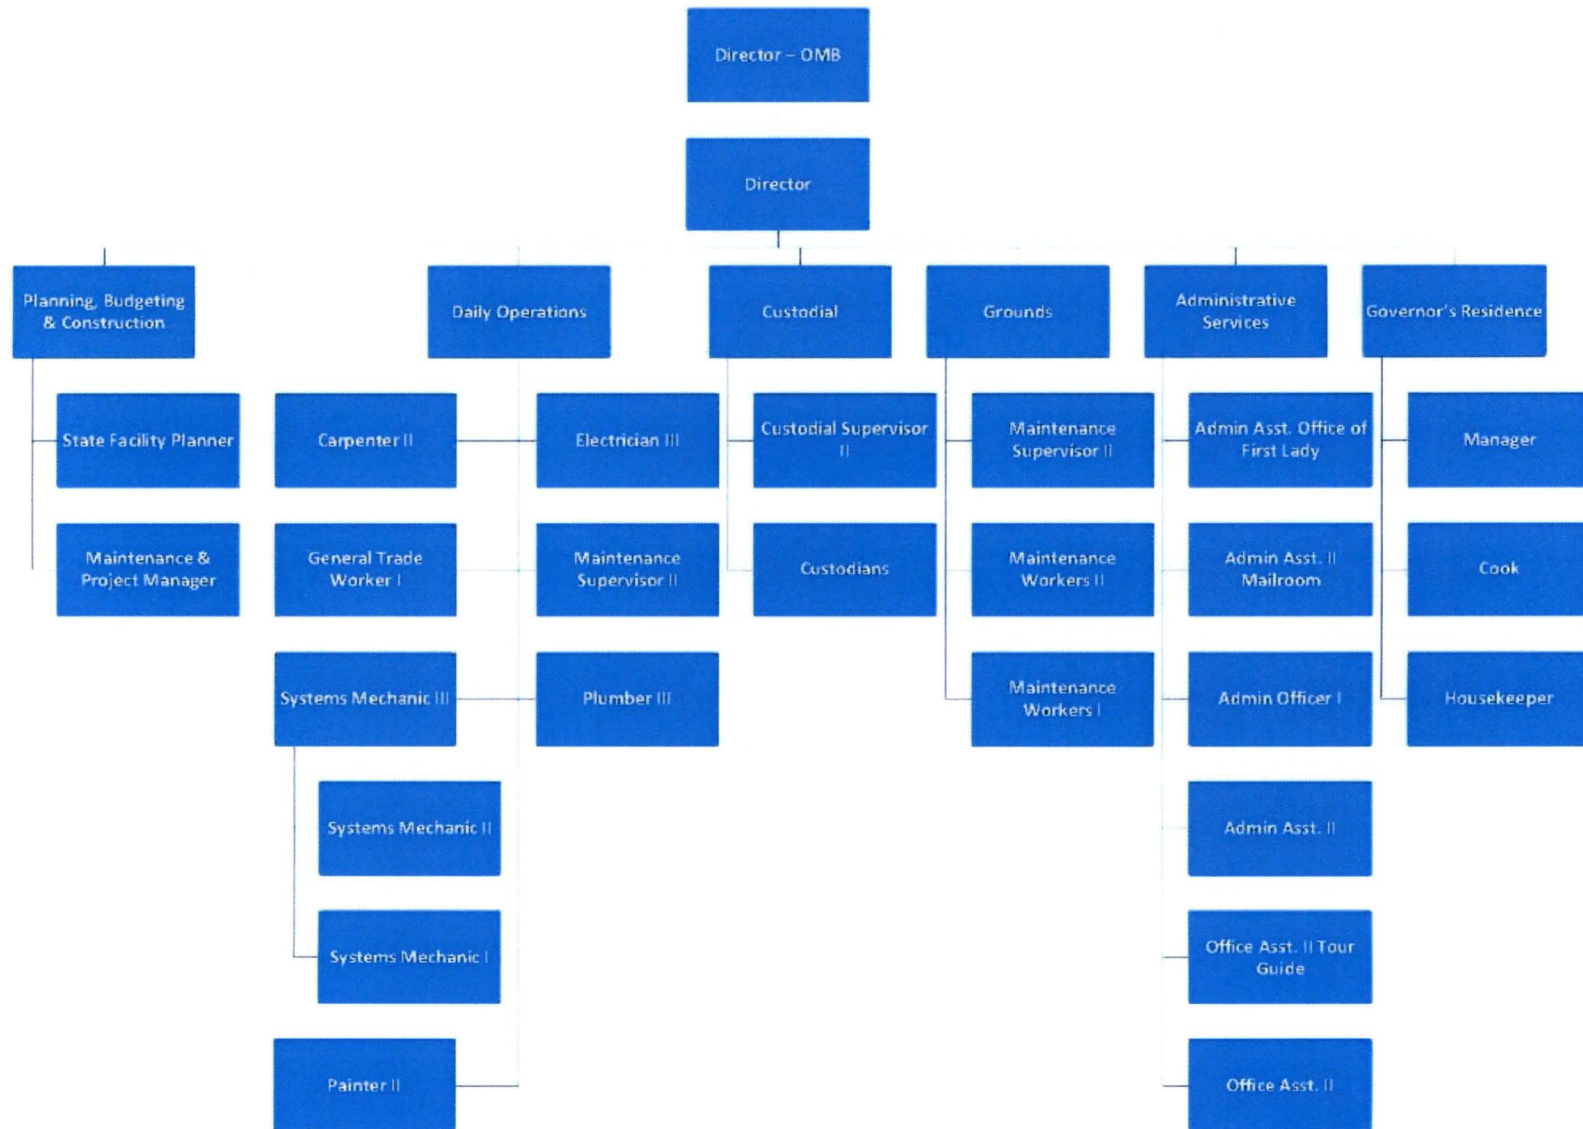 Director – OMB
Director
Planning, Budgeting
& Construction
Daily Operations
Custodial
Grounds
Administrative
Services
Governor's Residence
State Facility Planner
Carpenter II
Electrician III
Custodial Supervisor
II
Maintenance
Supervisor II
Admin Asst. Office of
First Lady
Manager
Maintenance &
Project Manager
General Trade
Worker I
Maintenance
Supervisor II
Custodians
Maintenance
Workers II
Admin Asst. II
Mailroom
Cook
Systems Mechanic III
Plumber III
Maintenance
Workers I
Admin Officer I
Housekeeper
Systems Mechanic II
Admin Asst. II
Systems Mechanic I
Office Asst. II Tour
Guide
Painter II
Office Asst. II